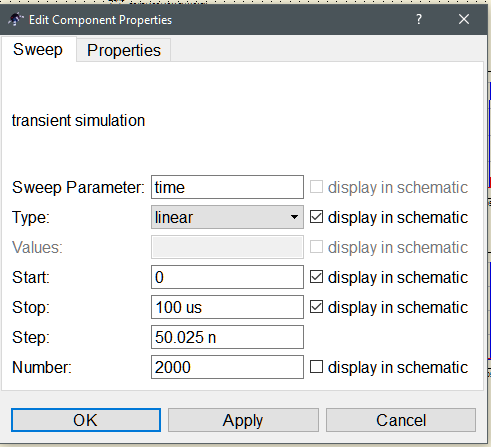 Edit Component Properties ? ×
Sweep Properties
transient simulation
Sweep Parameter: time display in schematic
Type: linear display in schematic
Values: display in schematic
Start: 0 display in schematic
Stop: 100 us display in schematic
Step: 50.025 n
Number: 2000 display in schematic
OK Apply Cancel